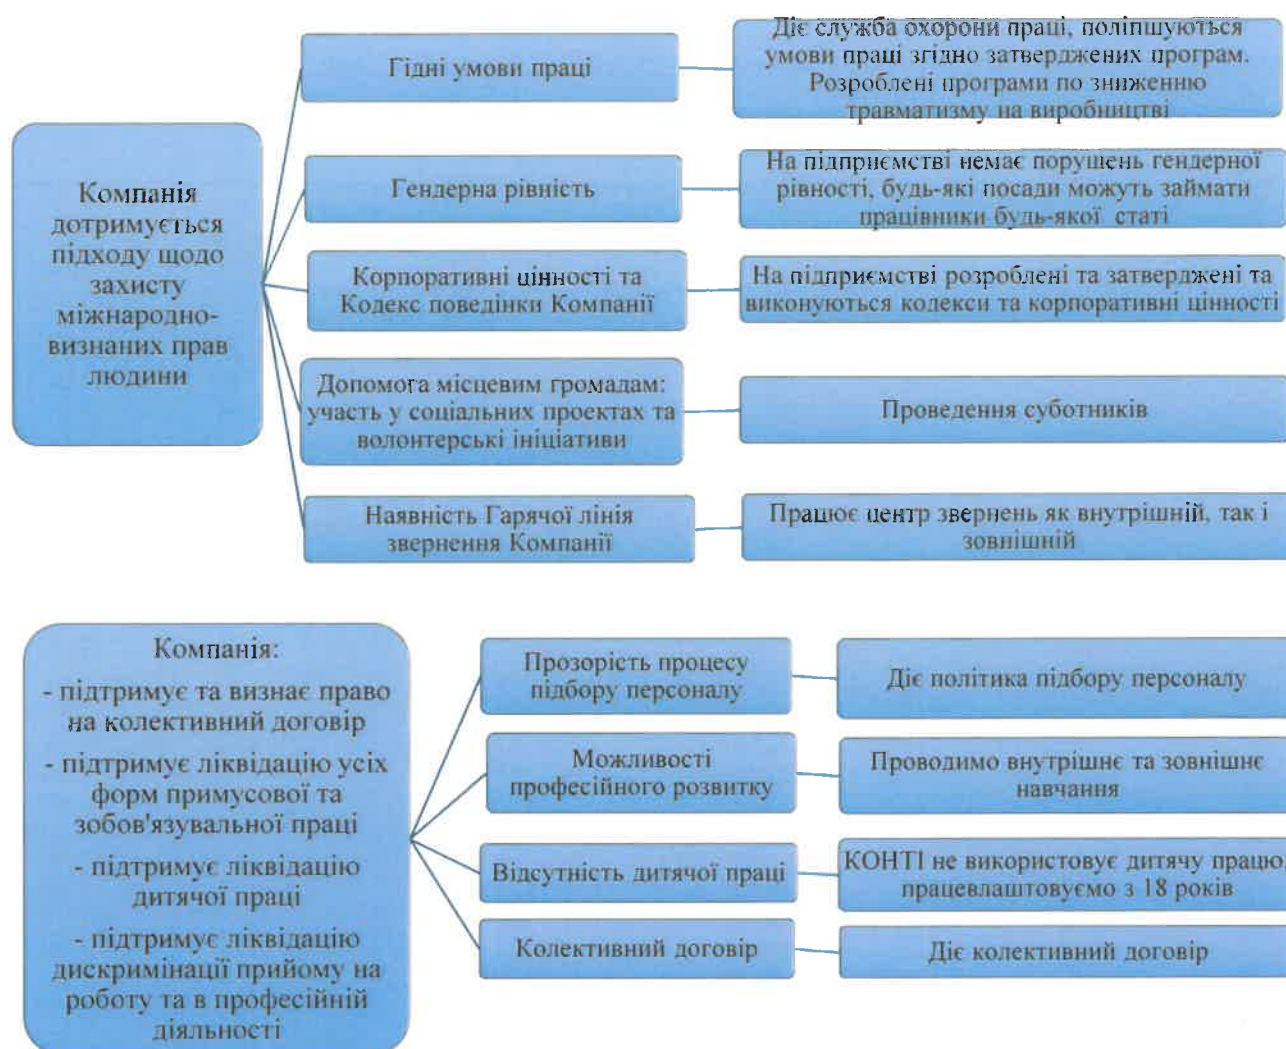 Компанія
дотримується
підходу щодо
захисту
міжнародно-
визнаних прав
людини
Гідні умови праці
Діє служба охорони праці, поліпшуються
умови праці згідно затверджених програм.
Розроблені програми по зниженню
травматизму на виробництві
Гендерна рівність
На підприємстві немає порушень гендерної
рівності, будь-які посади можуть займати
працівники будь-якої статі
Корпоративні цінності та
Кодекс поведінки Компанії
На підприємстві розроблені та затверджені та
виконуються кодекси та корпоративні цінності
Допомога місцевим громадам:
участь у соціальних проектах та
волонтерські ініціативи
Проведення суботників
Наявність Гарячої лінія
звернення Компанії
Працює центр звернень як внутрішній, так і
зовнішній
Компанія:
- підтримує та визнає право
на колективний договір
- підтримує ліквідацію усіх
форм примусової та
зобов'язувальної праці
- підтримує ліквідацію
дитячої праці
- підтримує ліквідацію
дискримінації прийому на
роботу та в професійній
діяльності
Прозорість процесу
підбору персоналу
Діє політика підбору персоналу
Можливості
професійного розвитку
Проводимо внутрішнє та зовнішнє
навчання
Відсутність дитячої праці
КОНТІ не використовує дитячу працю,
працевлаштовуємо з 18 років
Колективний договір
Діє колективний договір